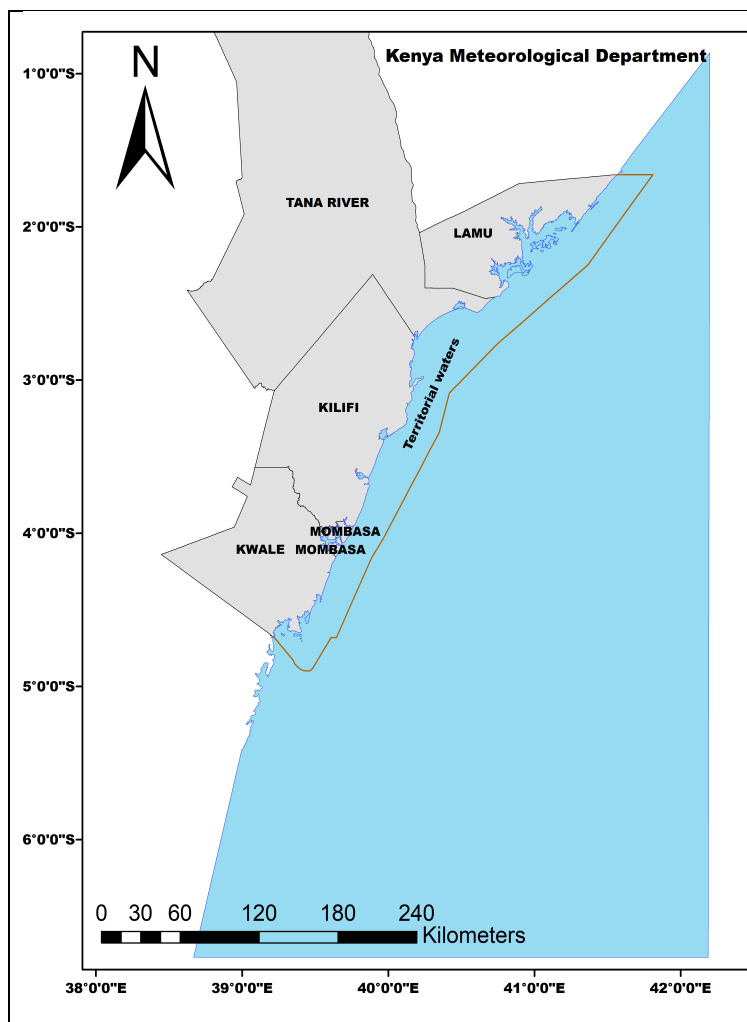 Kenya Meteorological Department
N
1°0'0"S
2°0'0"S
3°0'0"S
4°0'0"S
5°0'0"S
6°0'0"S
TANA RIVER
LAMU
Territorial waters
KILIFI
MOMBASA
KWALE
MOMBASA
0 30 60 120 180 240
Kilometers
38°0'0"E 39°0'0"E 40°0'0"E 41°0'0"E 42°0'0"E